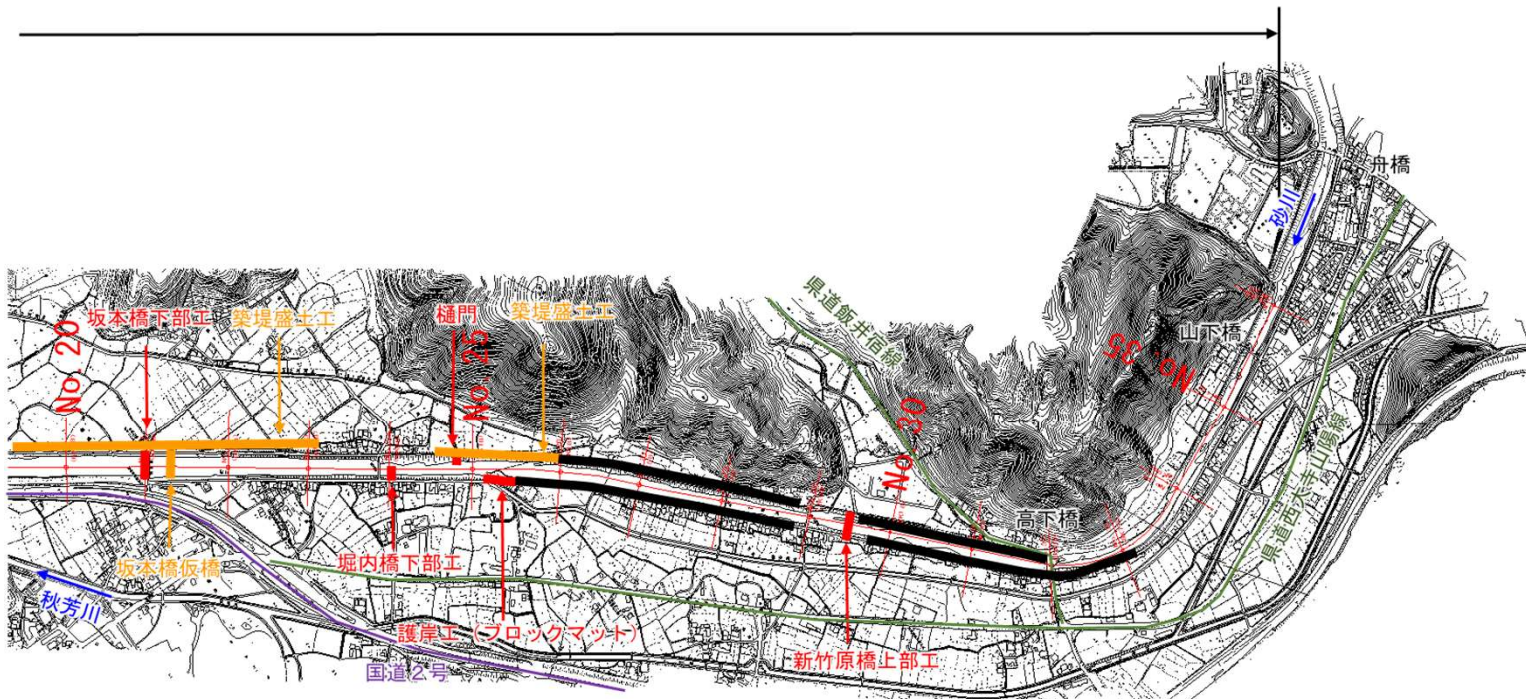 舟橋
砂川
県道飯井宿線
山下橋
坂本橋下部工
築堤盛土工
樋門
築堤盛土工
No. 20
No. 25
No. 30
No. 35
高下橋
県道西大寺山陽線
坂本橋仮橋
堀内橋下部工
秋芳川
護岸工（ブロックマット）
新竹原橋上部工
国道２号